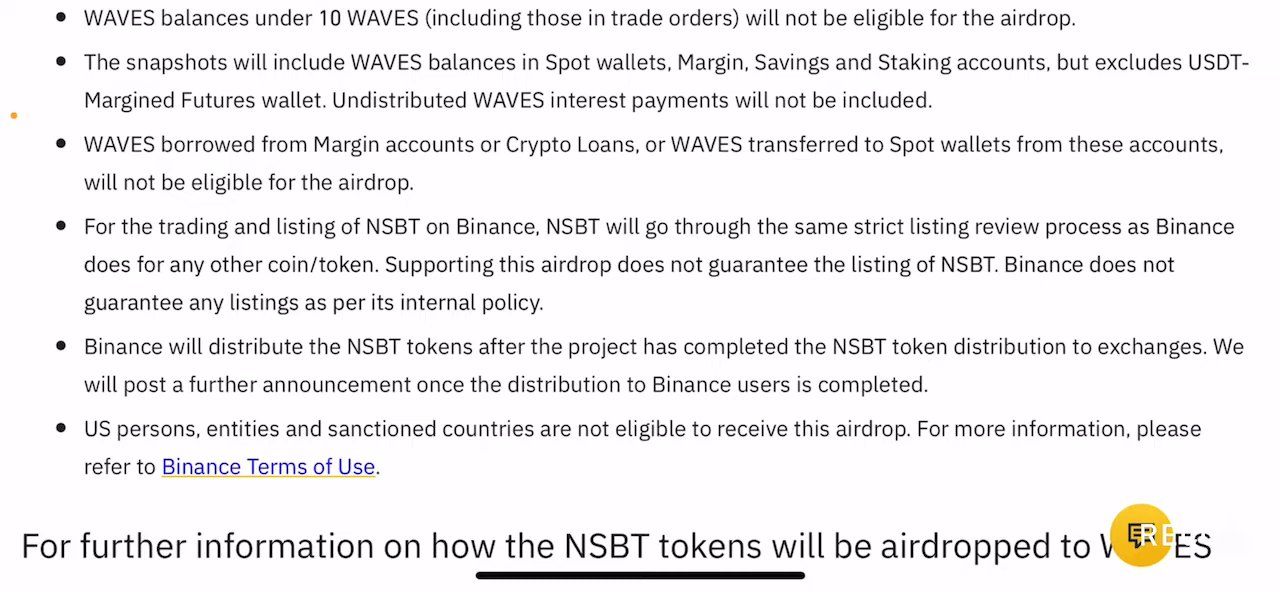 • WAVES balances under 10 WAVES (including those in trade orders) will not be eligible for the airdrop.
• The snapshots will include WAVES balances in Spot wallets, Margin, Savings and Staking accounts, but excludes USDT-
Margined Futures wallet. Undistributed WAVES interest payments will not be included.
• WAVES borrowed from Margin accounts or Crypto Loans, or WAVES transferred to Spot wallets from these accounts,
will not be eligible for the airdrop.
• For the trading and listing of NSBT on Binance, NSBT will go through the same strict listing review process as Binance
does for any other coin/token. Supporting this airdrop does not guarantee the listing of NSBT. Binance does not
guarantee any listings as per its internal policy.
• Binance will distribute the NSBT tokens after the project has completed the NSBT token distribution to exchanges. We
will post a further announcement once the distribution to Binance users is completed.
• US persons, entities and sanctioned countries are not eligible to receive this airdrop. For more information, please
refer to Binance Terms of Use.
For further information on how the NSBT tokens will be airdropped to